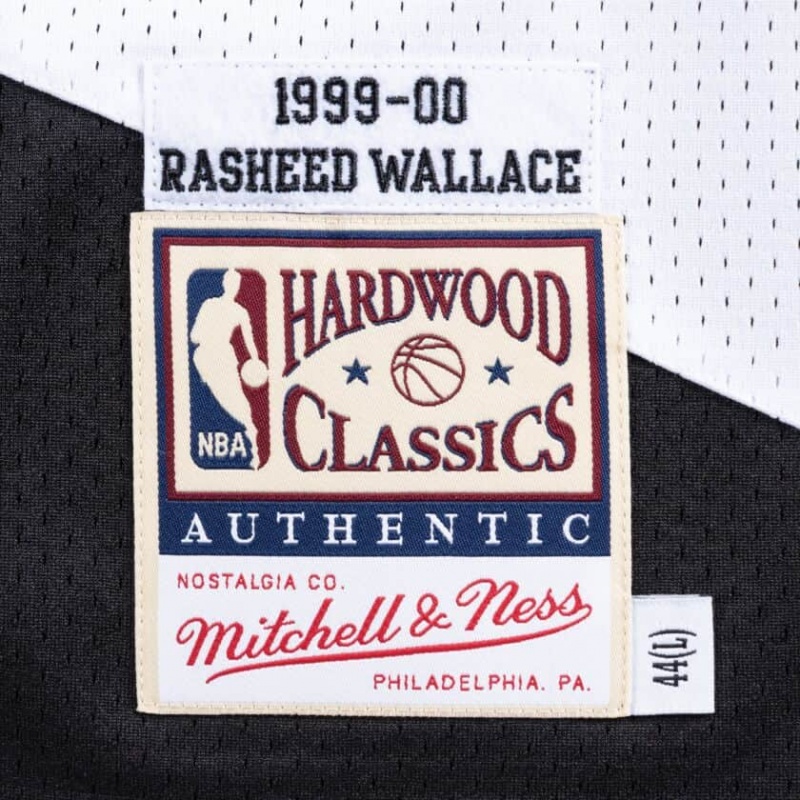 1999-00
RASHEED WALLACE
HARDWOOD
CLASSICS
NBA
AUTHENTIC
NOSTALGIA CO.
Mitchell & Ness
PHILADELPHIA. PA.
44(L)